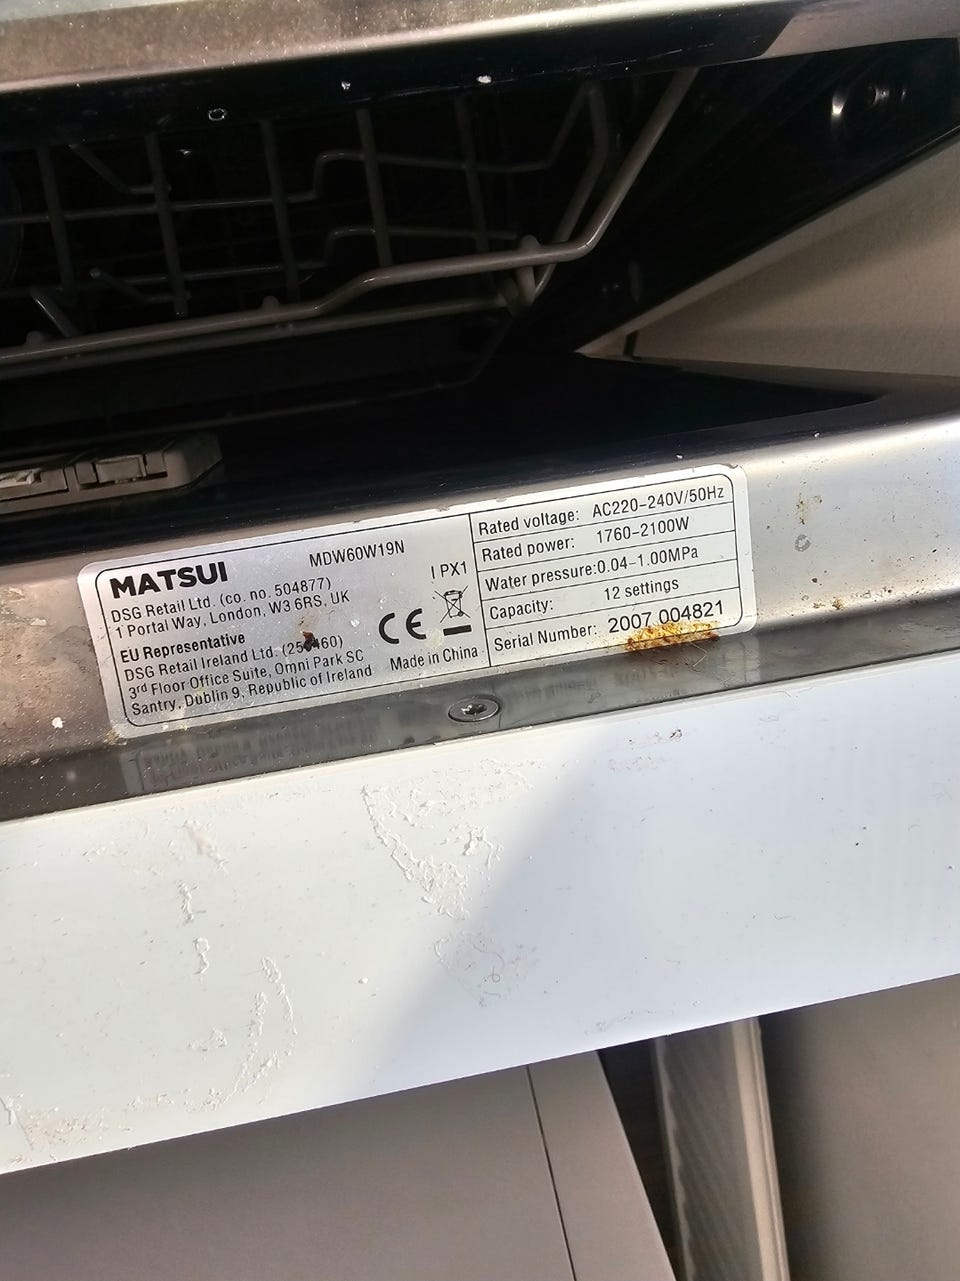 MATSUI
MDW60W19N
DSG Retail Ltd. (co. no. 504877)
1 Portal Way, London, W3 6RS, UK
EU Representative
DSG Retail Ireland Ltd. (25 460)
3rd Floor Office Suite, Omni Park SC
Santry, Dublin 9, Republic of Ireland
IPX1
CE
Made in China
Rated voltage: AC220-240V/50Hz
Rated power: 1760-2100W
Water pressure:0.04-1.00MPa
Capacity: 12 settings
Serial Number: 2007 004821